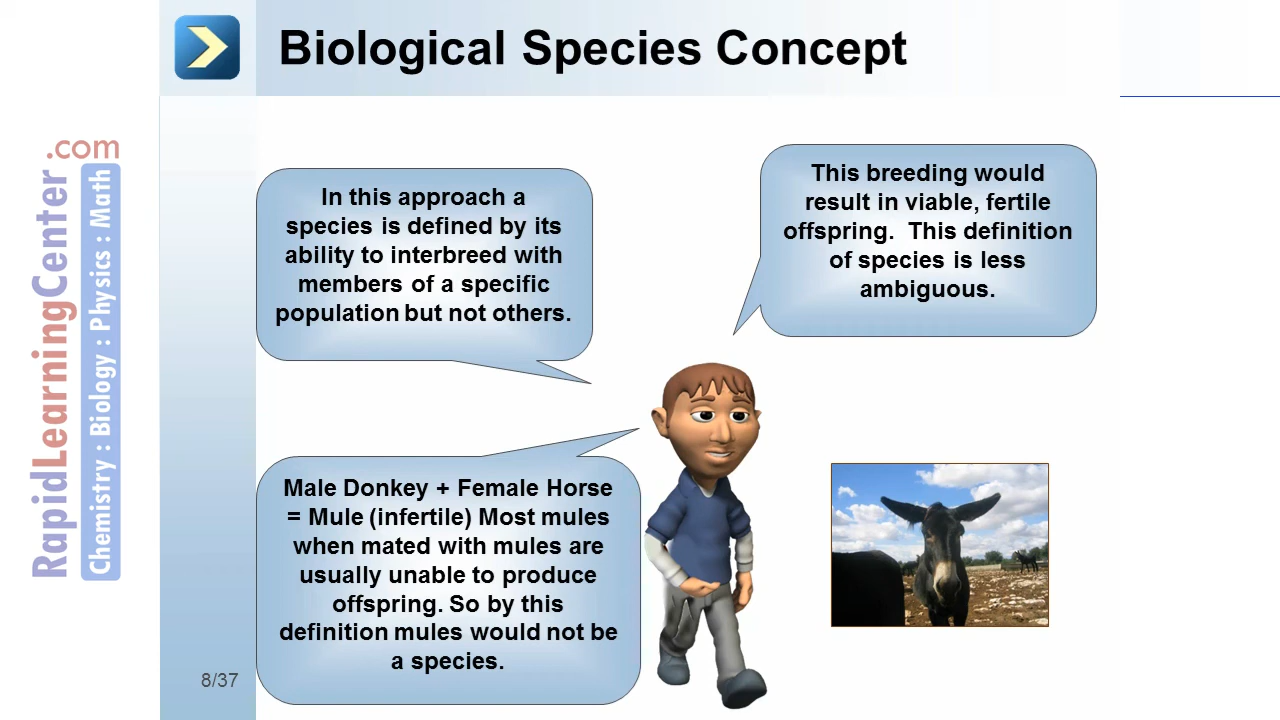 Biological Species Concept
RapidLearningCenter.com
Chemistry : Biology : Physics : Math
In this approach a
species is defined by its
ability to interbreed with
members of a specific
population but not others.
This breeding would
result in viable, fertile
offspring.  This definition
of species is less
ambiguous.
Male Donkey + Female Horse
= Mule (infertile) Most mules
when mated with mules are
usually unable to produce
offspring. So by this
definition mules would not be
a species.
8/37